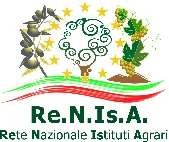 Re.N.Is.A.
Rete Nazionale Istituti Agrari